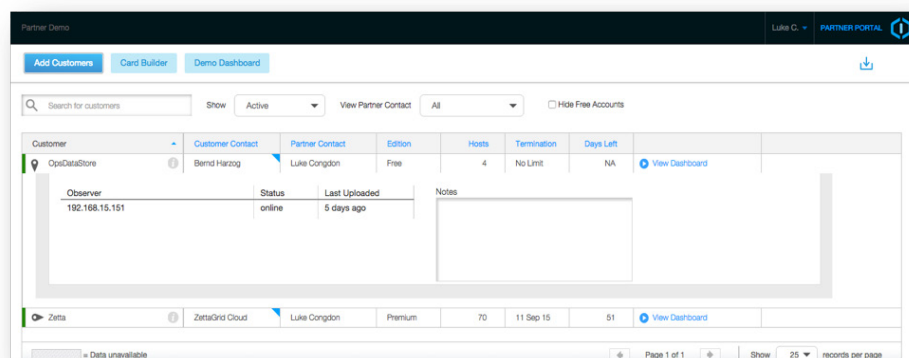 Partner Demo Luke C. PARTNER PORTAL
Add Customers Card Builder Demo Dashboard
Search for customers Show Active View Partner Contact All Hide Free Accounts
Customer Customer Contact Partner Contact Edition Hosts Termination Days Left
OpsDataStore Bernd Harzog Luke Congdon Free 4 No Limit NA View Dashboard
Observer Status Last Uploaded Notes
192.168.15.151 online 5 days ago
Zetta ZettaGrid Cloud Luke Congdon Premium 70 11 Sep 15 51 View Dashboard
= Data unavailable Page 1 of 1 Show 25 records per page